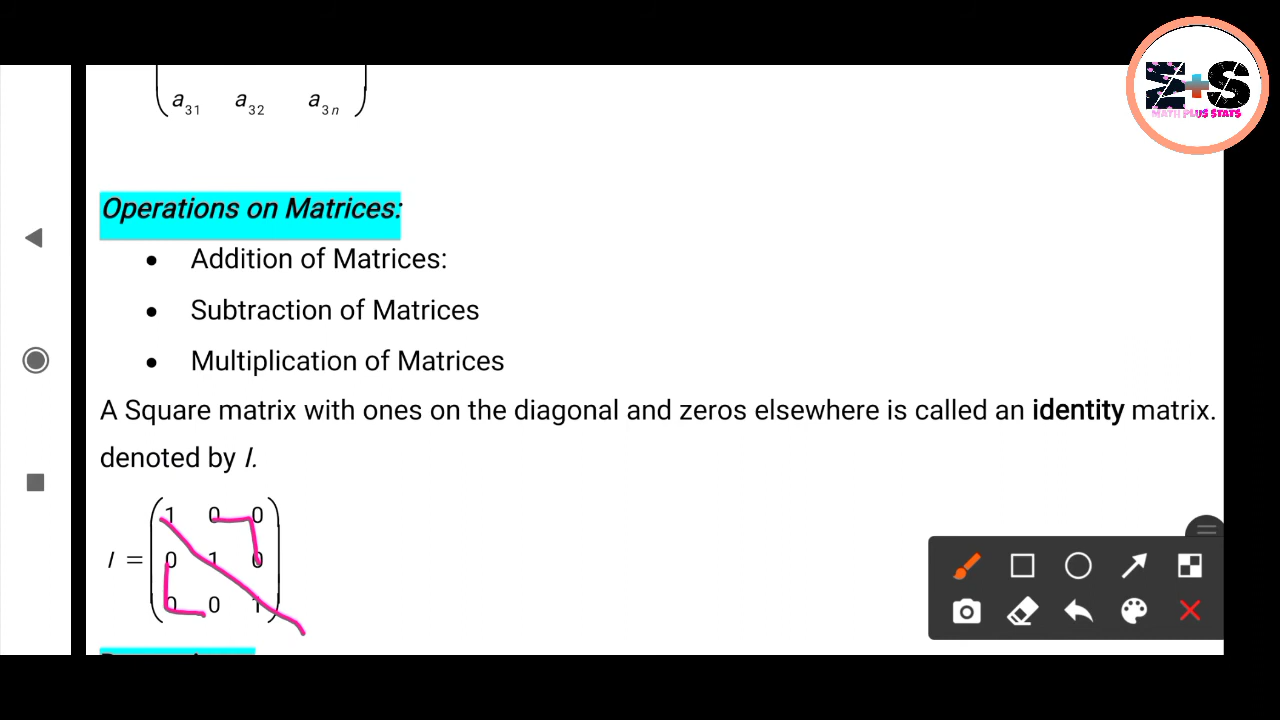 a31 a32 a3n
Σ+S
MATH PLUS STATS
Operations on Matrices:
• Addition of Matrices:
• Subtraction of Matrices
• Multiplication of Matrices
A Square matrix with ones on the diagonal and zeros elsewhere is called an identity matrix.
denoted by I.
1 0 0
I = 0 1 0
0 0 1